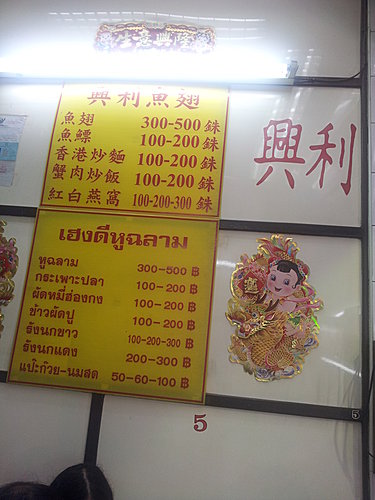 生意興隆
興利魚翅
魚翅 300-500 銖
魚鰾 100-200 銖
香港炒麵 100-200 銖
蟹肉炒飯 100-200 銖
紅白燕窩 100-200-300 銖
興利
เฮงดีหูฉลาม
หูฉลาม 300-500 ฿
กระเพาะปลา 100-200 ฿
ผัดหมี่ฮ่องกง 100-200 ฿
ข้าวผัดปู 100-200 ฿
รังนกขาว 100-200-300 ฿
รังนกแดง 200-300 ฿
แป๊ะก๊วย-นมสด 50-60-100 ฿
5
5